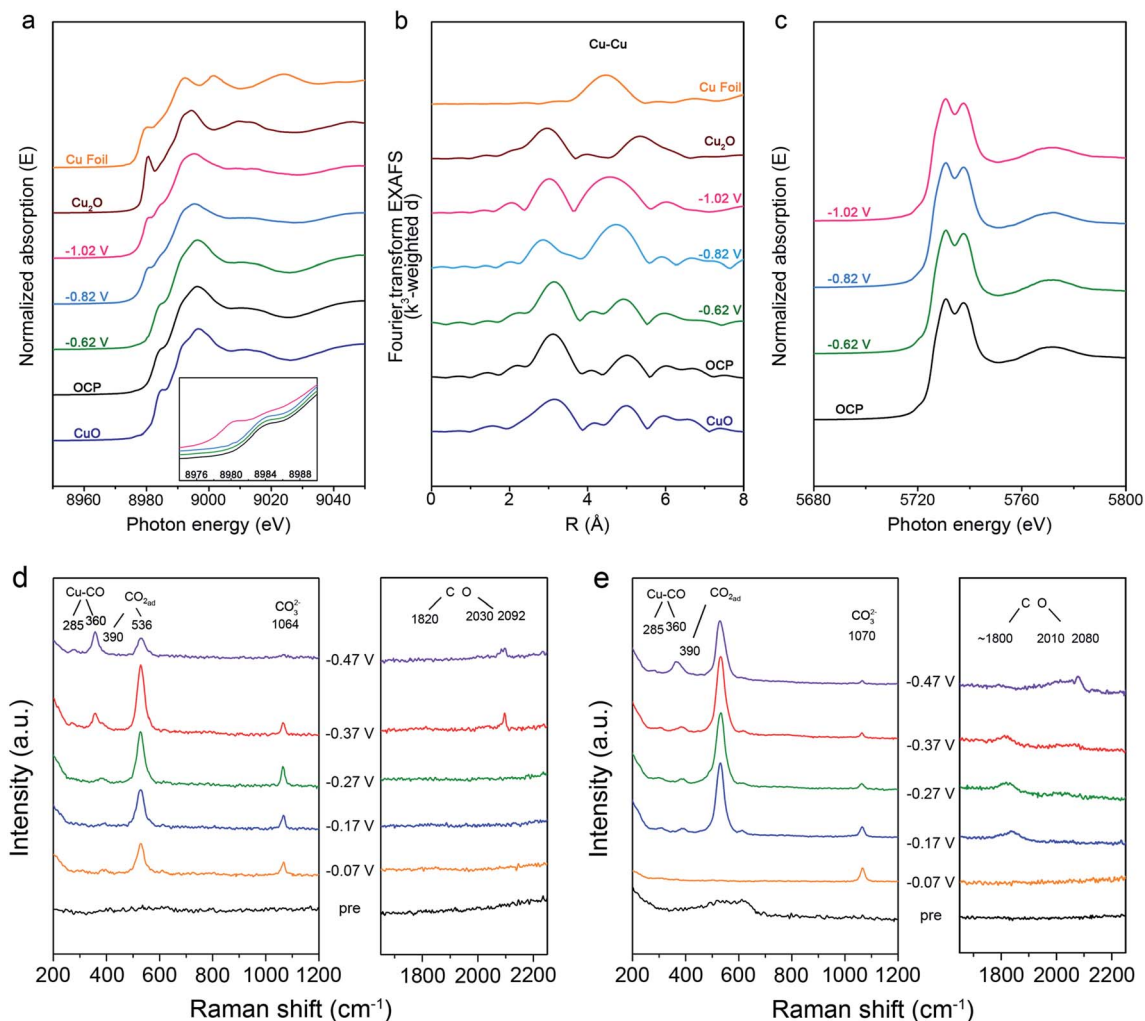 a
Normalized absorption (E)
Cu Foil
Cu₂O
-1.02 V
-0.82 V
-0.62 V
OCP
CuO
8976 8980 8984 8988
8960 8980 9000 9020 9040
Photon energy (eV)
b
Fourier transform EXAFS
(k³-weighted d)
Cu-Cu
Cu Foil
Cu₂O
-1.02 V
-0.82 V
-0.62 V
OCP
CuO
0 2 4 6 8
R (Å)
c
Normalized absorption (E)
-1.02 V
-0.82 V
-0.62 V
OCP
5680 5720 5760 5800
Photon energy (eV)
d
Intensity (a.u.)
Cu-CO
285 360
CO₂ad
390 536
CO₃²⁻
1064
C O
1820 2030 2092
-0.47 V
-0.37 V
-0.27 V
-0.17 V
-0.07 V
pre
200 400 600 800 1000 1200
1800 2000 2200
Raman shift (cm⁻¹)
e
Intensity (a.u.)
Cu-CO
285 360
CO₂ad
390
CO₃²⁻
1070
C O
~1800 2010 2080
-0.47 V
-0.37 V
-0.27 V
-0.17 V
-0.07 V
pre
200 400 600 800 1000 1200
1800 2000 2200
Raman shift (cm⁻¹)